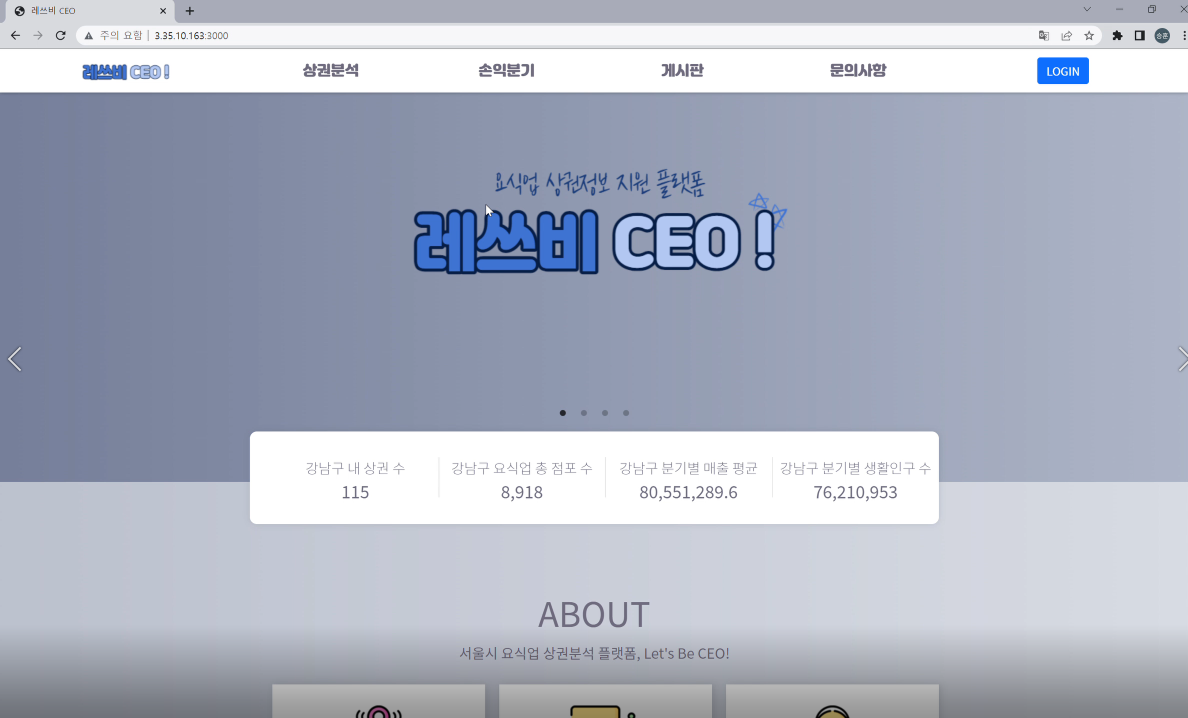 레쓰비 CEO
주의 요함 | 3.35.10.163:3000
승훈
레쓰비 CEO !
상권분석
손익분기
게시판
문의사항
LOGIN
요식업 상권정보 지원 플랫폼
레쓰비 CEO !
강남구 내 상권 수
115
강남구 요식업 총 점포 수
8,918
강남구 분기별 매출 평균
80,551,289.6
강남구 분기별 생활인구 수
76,210,953
ABOUT
서울시 요식업 상권분석 플랫폼, Let's Be CEO!